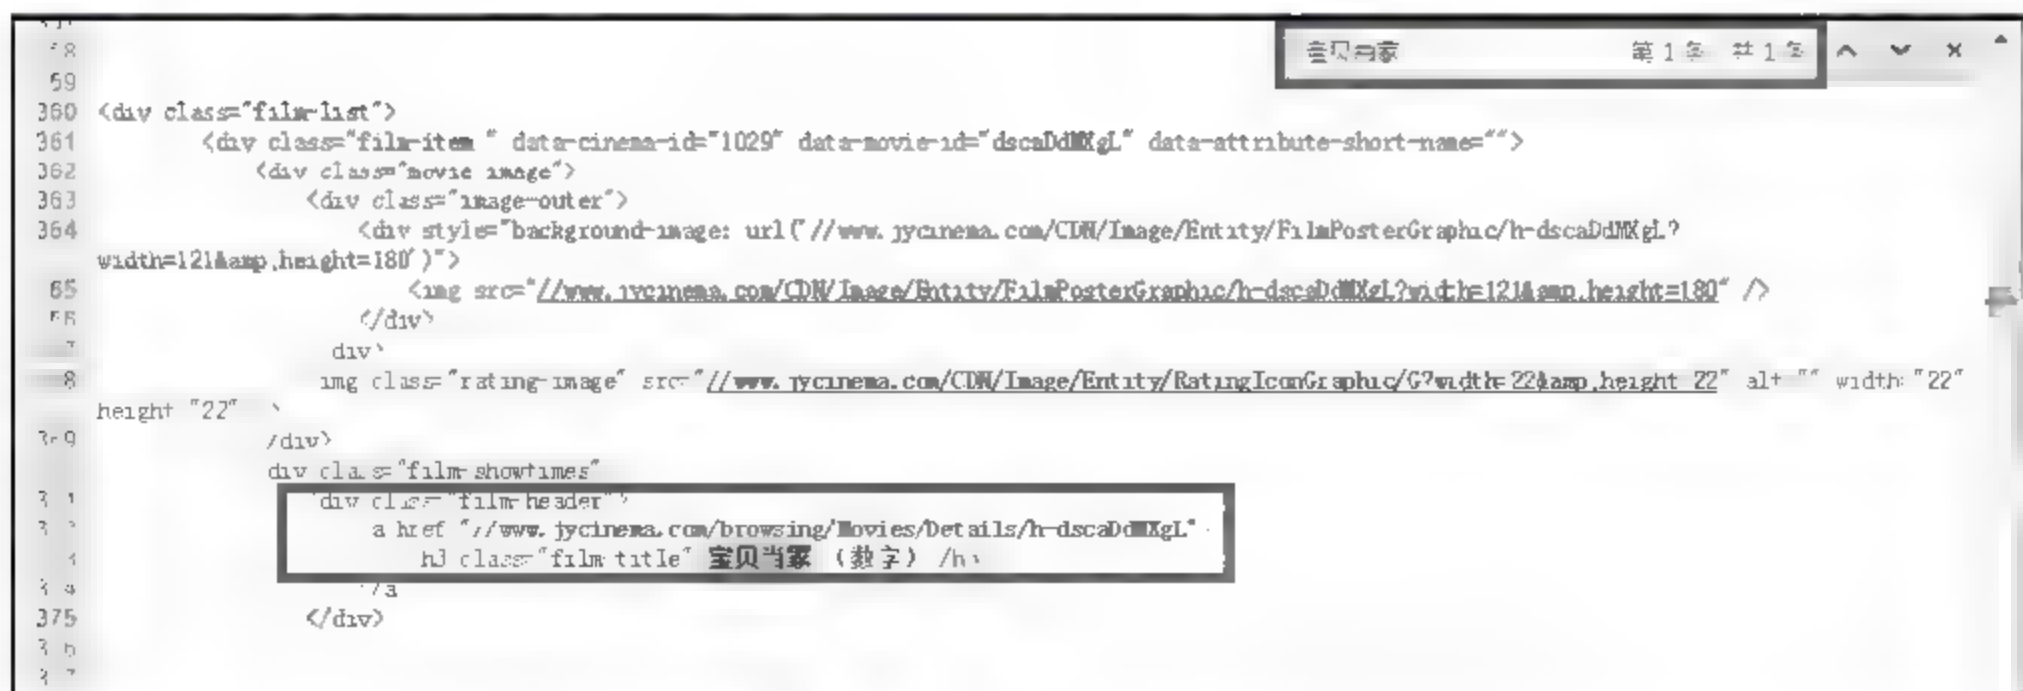 58
宝贝当家 第 1 条 共 1 条
59
360 <div class="film-list">
361 <div class="film-item " data-cinema-id="1029" data-movie-id="dscaDdMXgL" data-attribute-short-name="">
362 <div class="movie image">
363 <div class="image-outer">
364 <div style="background-image: url("//www.jycinema.com/CDN/Image/Entity/FilmPosterGraphic/h-dscaDdMXgL?
width=121&amp;height=180")">
65 <img src="//www.jycinema.com/CDN/Image/Entity/FilmPosterGraphic/h-dscaDdMXgL?width=121&amp;height=180" />
</div>
div>
8 img class="rating-image" src="//www.jycinema.com/CDN/Image/Entity/RatingIconGraphic/G?width=22&amp;height=22" alt="" width="22"
height="22"
/div>
div class="film-showtimes"
div class="film-header">
a href "//www.jycinema.com/browsing/Movies/Details/h-dscaDdMXgL"
h3 class="film-title" 宝贝当家 (数字) /h
/a
375 </div>